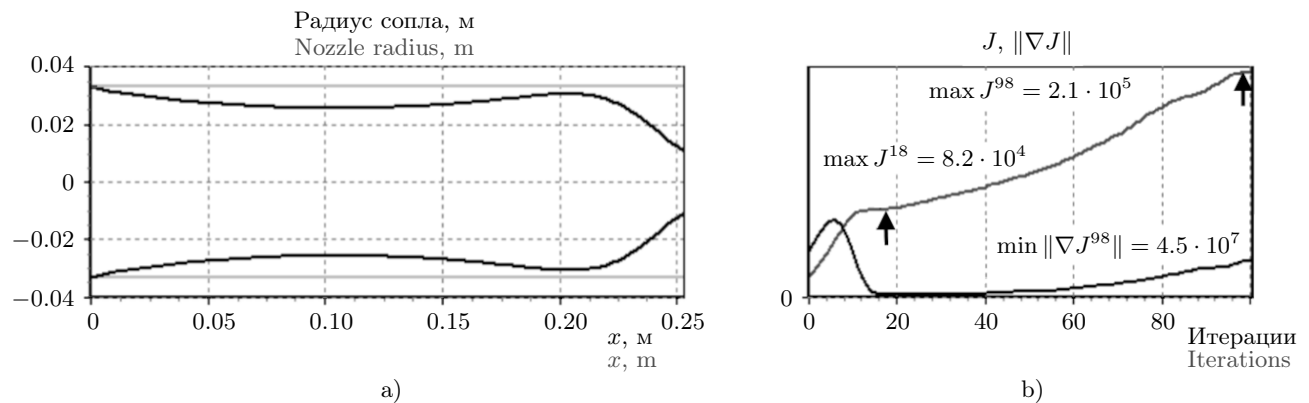 Радиус сопла, м
Nozzle radius, m
0.04
0.02
0
−0.02
−0.04
0
0.05
0.10
0.15
0.20
0.25
x, м
x, m
a)
J, ‖∇J‖
max J^98 = 2.1 · 10^5
max J^18 = 8.2 · 10^4
min ‖∇J^98‖ = 4.5 · 10^7
0
0
20
40
60
80
Итерации
Iterations
b)